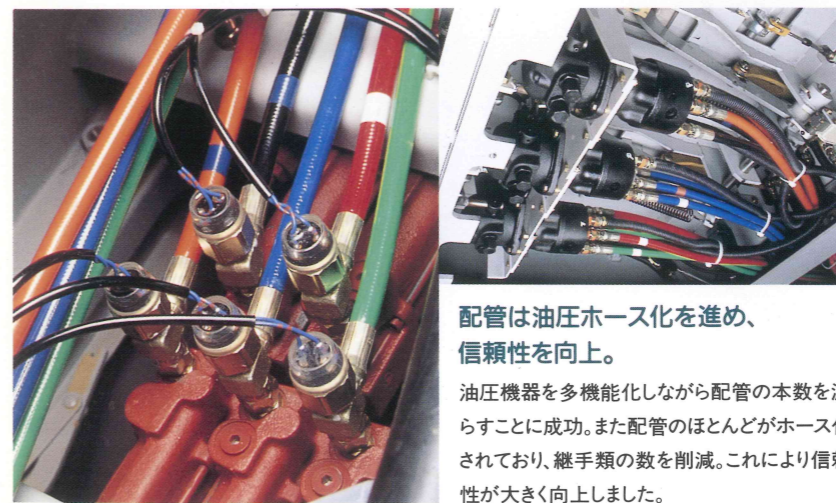 配管は油圧ホース化を進め、
信頼性を向上。
油圧機器を多機能化しながら配管の本数を
らすことに成功。また配管のほとんどがホース
されており、継手類の数を削減。これにより信
性が大きく向上しました。